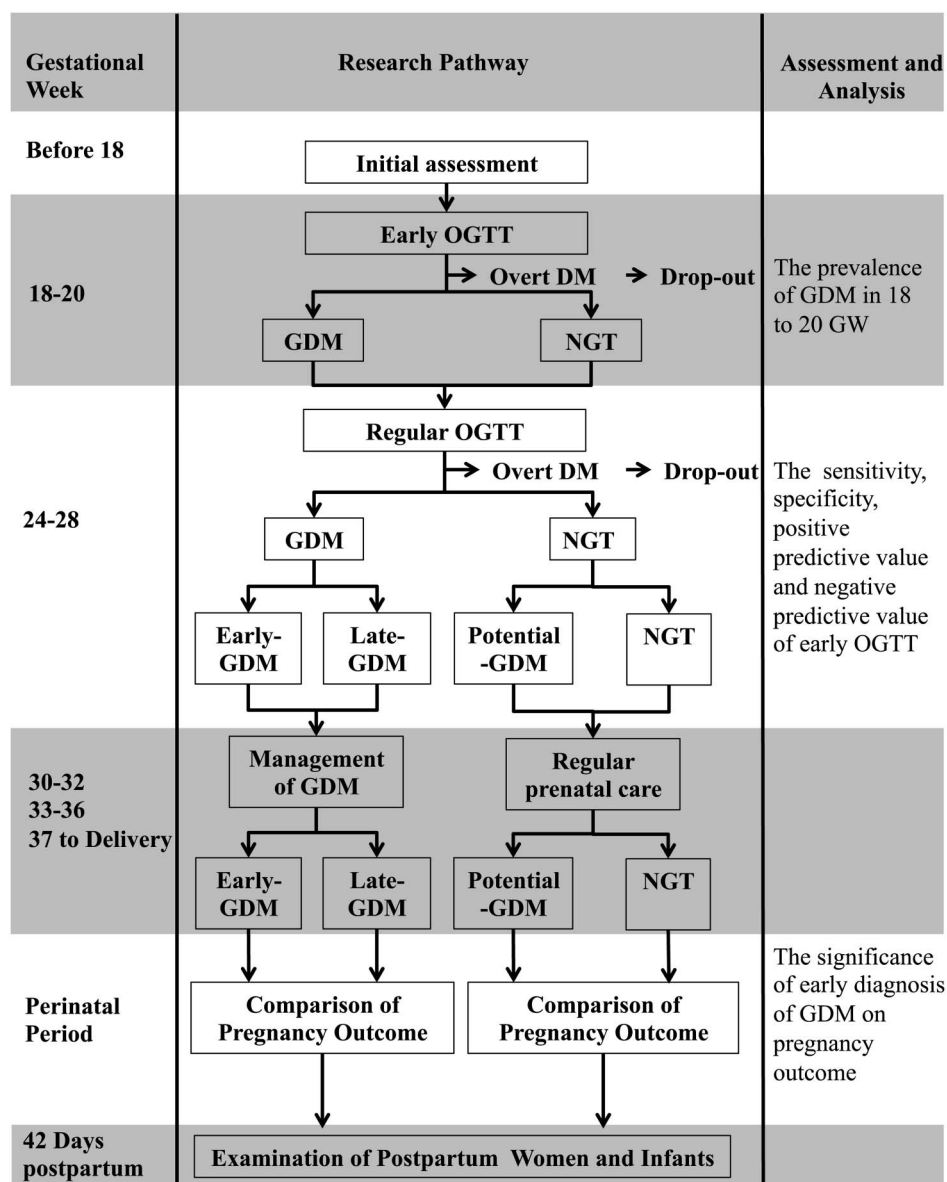 Gestational
Week
Research Pathway
Assessment and
Analysis
Before 18
Initial assessment
18-20
Early OGTT
Overt DM
Drop-out
GDM
NGT
The prevalence
of GDM in 18
to 20 GW
24-28
Regular OGTT
Overt DM
Drop-out
GDM
NGT
Early-
GDM
Late-
GDM
Potential
-GDM
NGT
The sensitivity,
specificity,
positive
predictive value
and negative
predictive value
of early OGTT
30-32
33-36
37 to Delivery
Management
of GDM
Regular
prenatal care
Early-
GDM
Late-
GDM
Potential
-GDM
NGT
Perinatal
Period
Comparison of
Pregnancy Outcome
Comparison of
Pregnancy Outcome
The significance
of early diagnosis
of GDM on
pregnancy
outcome
42 Days
postpartum
Examination of Postpartum Women and Infants